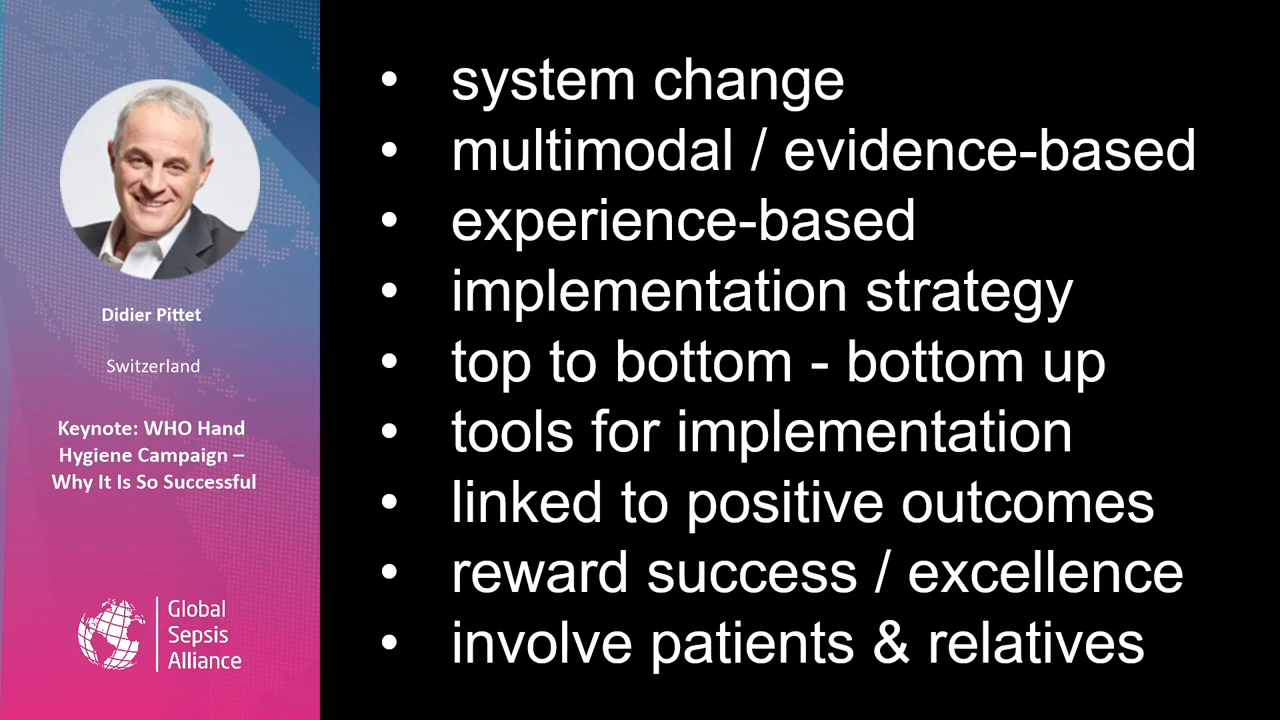 Didier Pittet
Switzerland
Keynote: WHO Hand
Hygiene Campaign –
Why It Is So Successful
Global
Sepsis
Alliance
• system change
• multimodal / evidence-based
• experience-based
• implementation strategy
• top to bottom - bottom up
• tools for implementation
• linked to positive outcomes
• reward success / excellence
• involve patients & relatives